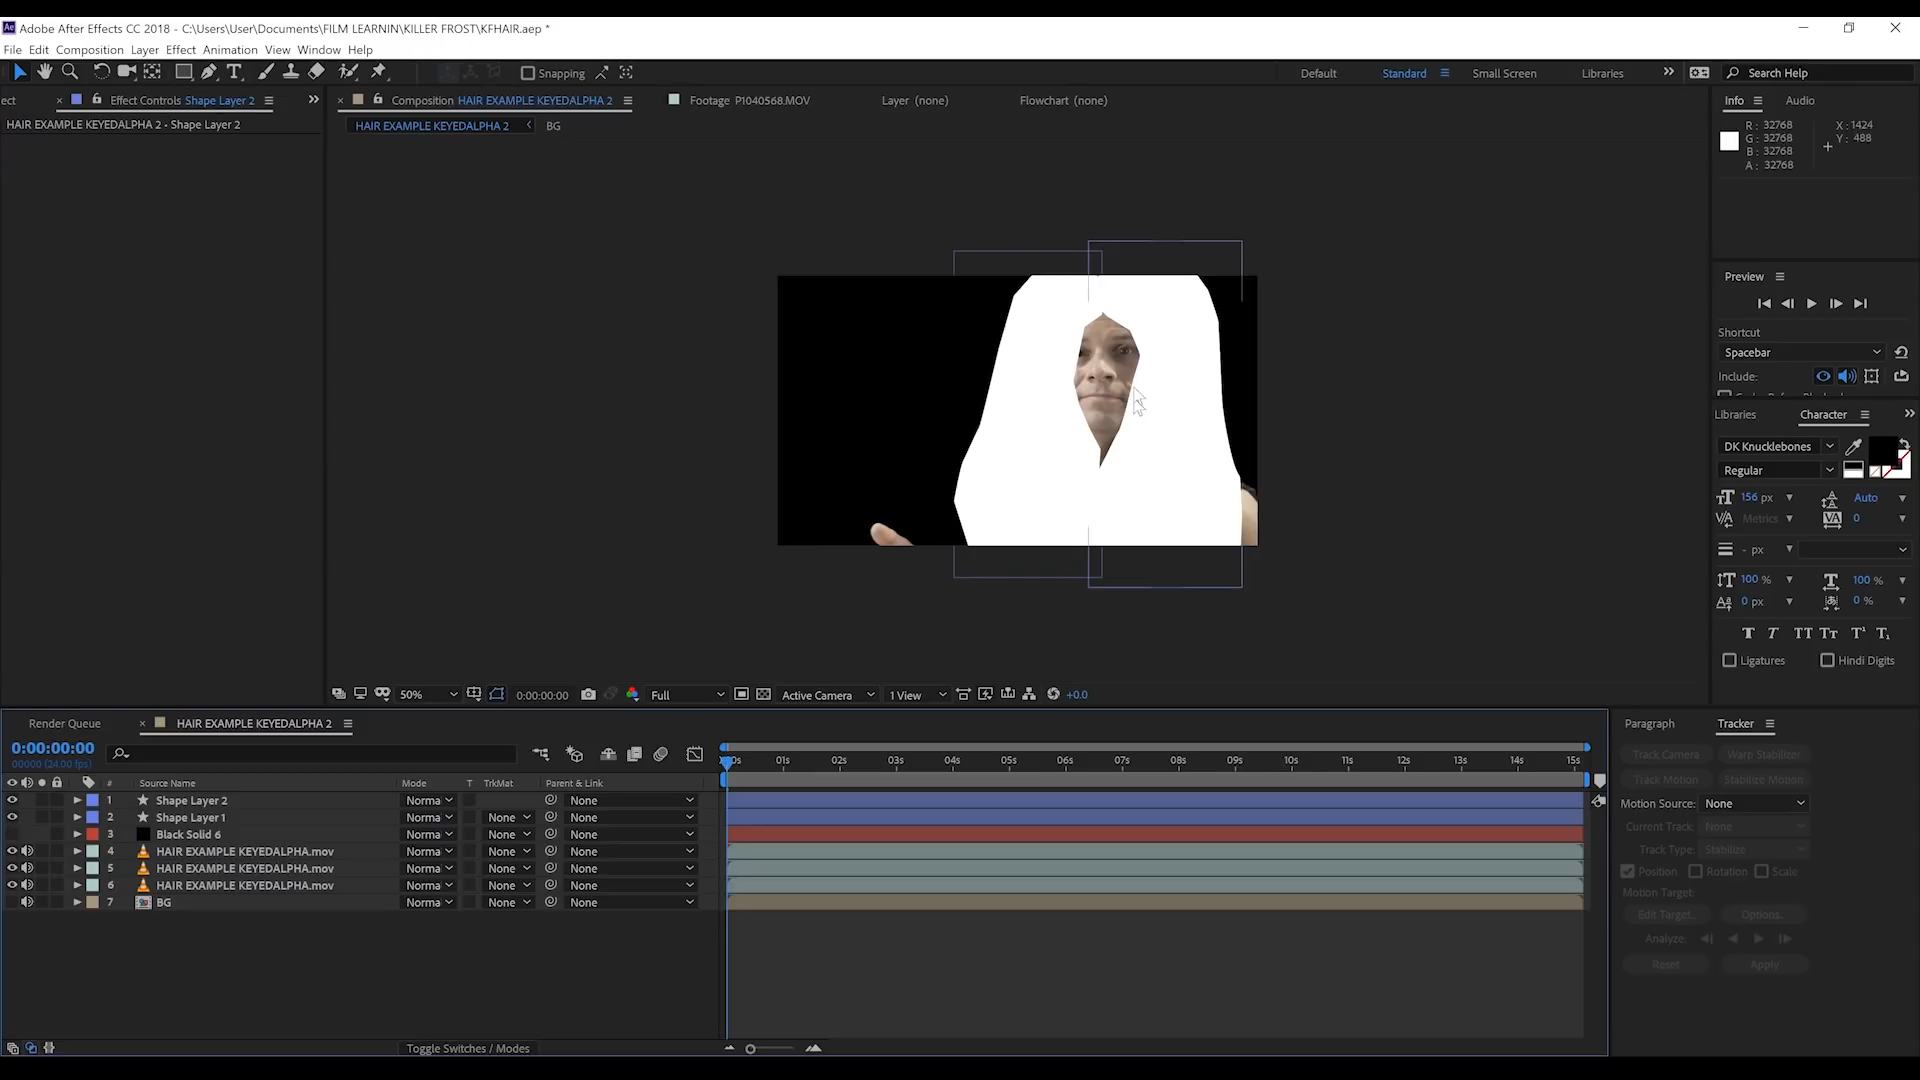 Adobe After Effects CC 2018 - C:\Users\User\Documents\FILM LEARNIN\KILLER FROST\KFHAIR.aep *
File Edit Composition Layer Effect Animation View Window Help
Snapping
Default Standard Small Screen Libraries Search Help
ect Effect Controls Shape Layer 2
Composition HAIR EXAMPLE KEYEDALPHA 2
Footage P1040568.MOV
Layer (none)
Flowchart (none)
Info Audio
HAIR EXAMPLE KEYEDALPHA 2 - Shape Layer 2
HAIR EXAMPLE KEYEDALPHA 2 BG
R: 32768 X: 1424
G: 32768 Y: 488
B: 32768
A: 32768
Preview
Shortcut
Spacebar
Include:
Libraries Character
DK Knucklebones
Regular
156 px Auto
Metrics 0
- px
100 % 100 %
0 px 0 %
T T TT Tr T¹ T₁
Ligatures Hindi Digits
50% 0:00:00:00 Full Active Camera 1 View +0.0
Render Queue HAIR EXAMPLE KEYEDALPHA 2
0:00:00:00
00000 (24.00 fps)
01s 02s 03s 04s 05s 06s 07s 08s 09s 10s 11s 12s 13s 14s 15s
# Source Name Mode T TrkMat Parent & Link
1 Shape Layer 2 Norma None
2 Shape Layer 1 Norma None None
3 Black Solid 6 Norma None None
4 HAIR EXAMPLE KEYEDALPHA.mov Norma None None
5 HAIR EXAMPLE KEYEDALPHA.mov Norma None None
6 HAIR EXAMPLE KEYEDALPHA.mov Norma None None
7 BG Norma None None
Toggle Switches / Modes
Paragraph Tracker
Track Camera Warp Stabilizer
Track Motion Stabilize Motion
Motion Source: None
Current Track: None
Track Type: Stabilize
Position Rotation Scale
Motion Target:
Edit Target... Options...
Analyze:
Reset Apply